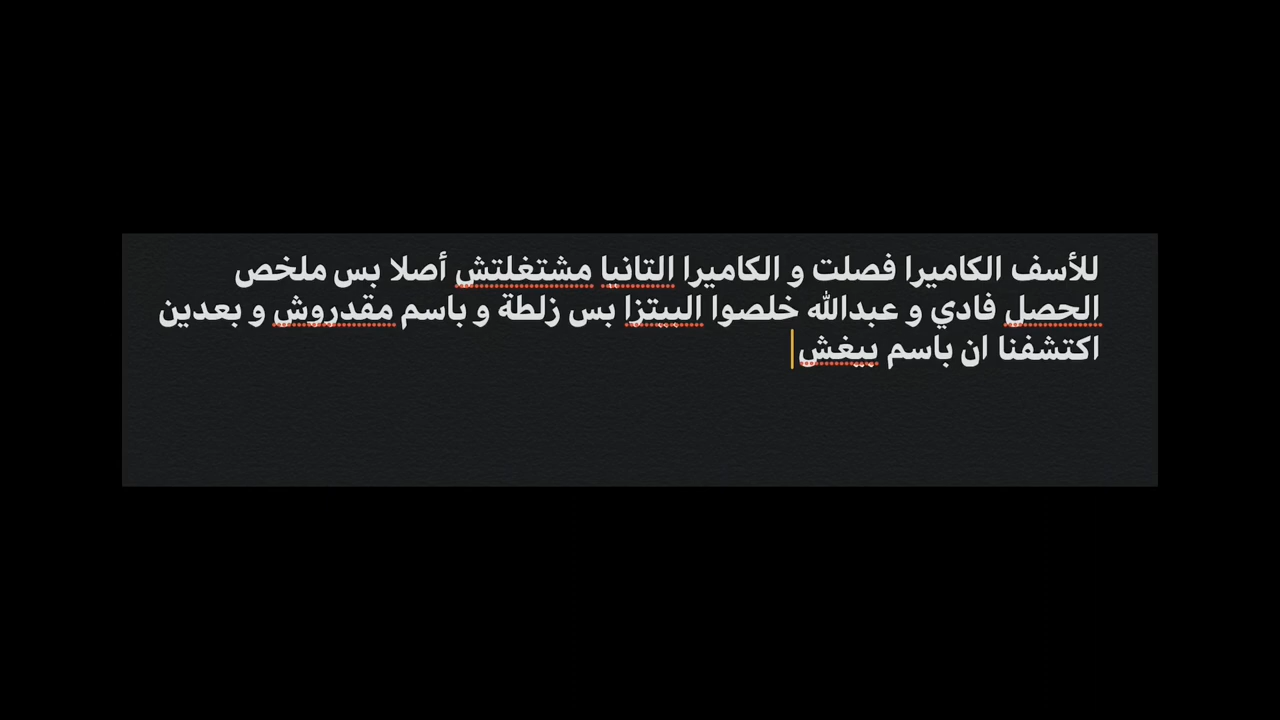 للأسف الكاميرا فصلت و الكاميرا التانيا مشتغلتش أصلا بس ملخص
الحصل فادي و عبدالله خلصوا البيتزا بس زلطة و باسم مقدروش و بعدين
اكتشفنا ان باسم بيغش